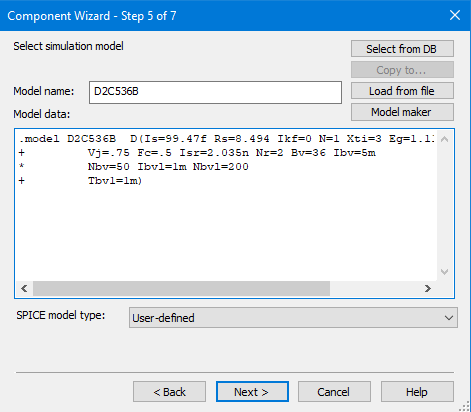 Component Wizard - Step 5 of 7
Select simulation model
Select from DB
Copy to...
Model name:
D2C536B
Load from file
Model data:
Model maker
.model D2C536B D(Is=99.47f Rs=8.494 Ikf=0 N=1 Xti=3 Eg=1.11
+ Vj=.75 Fc=.5 Isr=2.035n Nr=2 Bv=36 Ibv=5m
* Nbv=50 Ibvl=1m Nbvl=200
+ Tbv1=1m)
SPICE model type:
User-defined
< Back
Next >
Cancel
Help